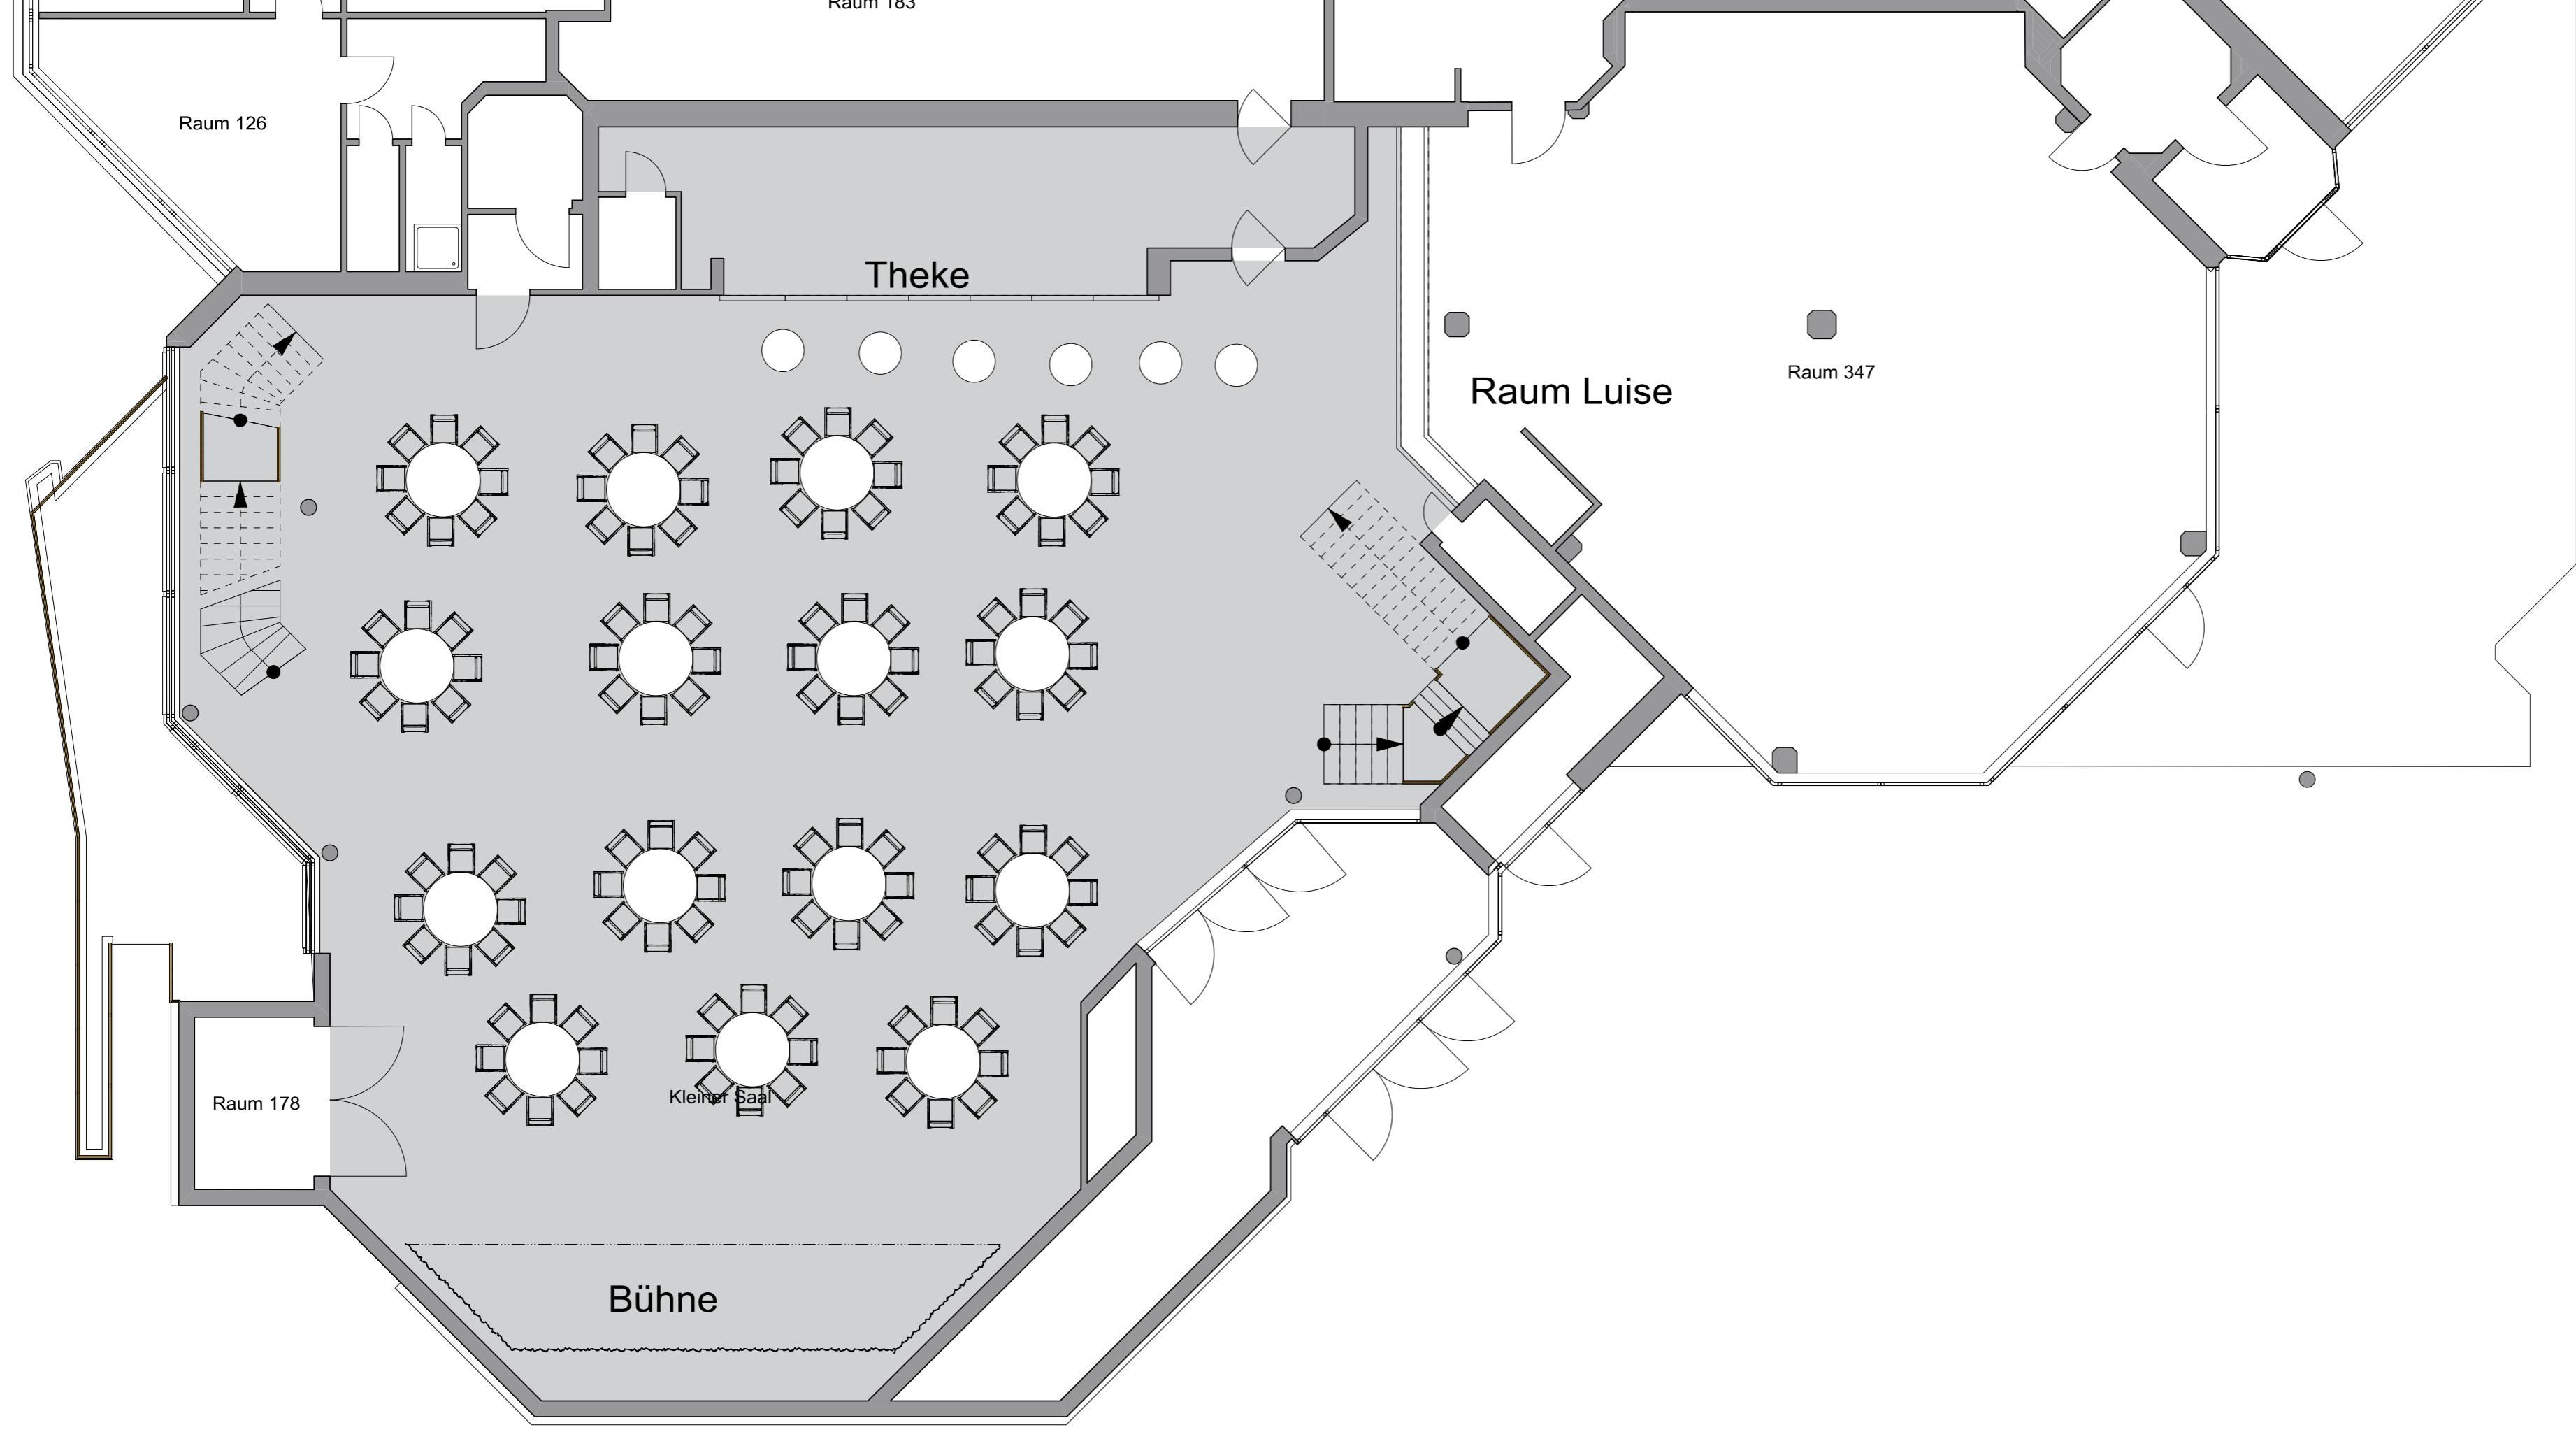 Raum 183
Raum 126
Theke
Raum 347
Raum Luise
Kleiner Saal
Raum 178
Bühne